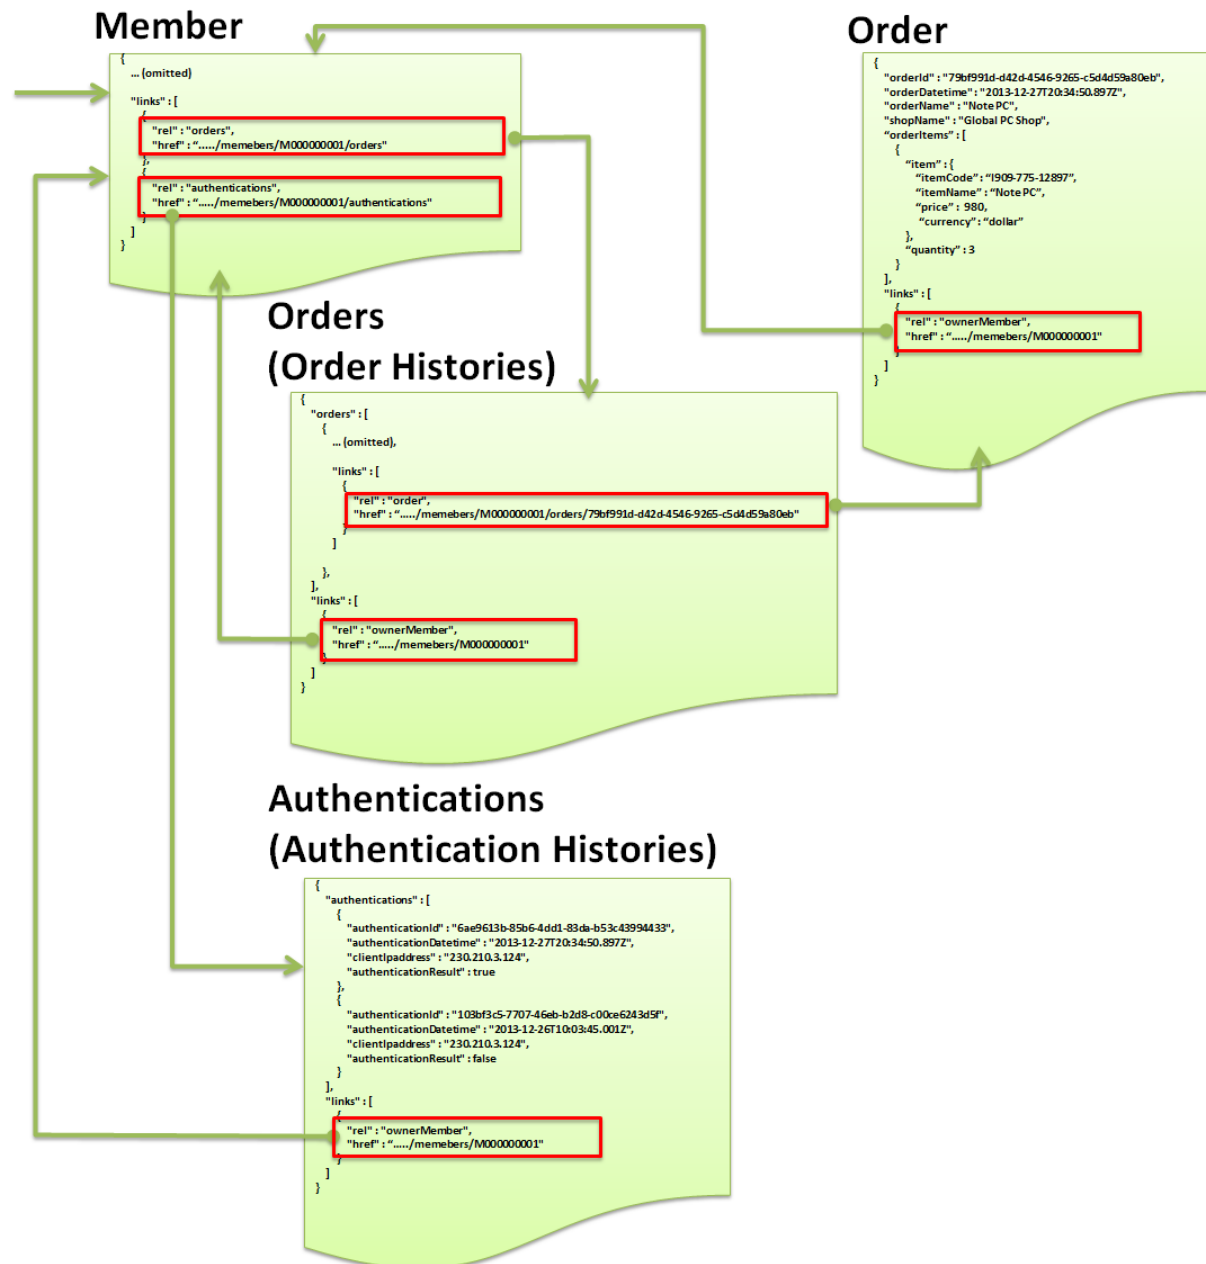 Member
{
... (omitted)
"links" : [
{
"rel" : "orders",
"href" : “...../memebers/M000000001/orders"
},
{
"rel" : "authentications",
"href" : “...../memebers/M000000001/authentications"
}
]
}
Order
{
"orderId" : "79bf991d-d42d-4546-9265-c5d4d59a80eb",
"orderDatetime" : "2013-12-27T20:34:50.897Z",
"orderName" : "Note PC",
"shopName" : "Global PC Shop",
“orderItems" : [
{
“item” : {
“itemCode” : “I909-775-12897”,
“itemName” : “Note PC”,
“price” : 980,
“currency” : “dollar”
},
“quantity” : 3
}
],
"links" : [
{
"rel" : "ownerMember",
"href" : “...../memebers/M000000001"
}
]
}
Orders
(Order Histories)
{
"orders" : [
{
... (omitted),
"links" : [
{
"rel" : "order",
"href" : “...../memebers/M000000001/orders/79bf991d-d42d-4546-9265-c5d4d59a80eb"
}
]
},
],
"links" : [
{
"rel" : "ownerMember",
"href" : “...../memebers/M000000001"
}
]
}
Authentications
(Authentication Histories)
{
"authentications" : [
{
"authenticationId" : "6ae9613b-85b6-4dd1-83da-b53c43994433",
"authenticationDatetime" : "2013-12-27T20:34:50.897Z",
"clientIpaddress" : "230.210.3.124",
"authenticationResult" : true
},
{
"authenticationId" : "103bf3c5-7707-46eb-b2d8-c00ce6243d5f",
"authenticationDatetime" : "2013-12-26T10:03:45.001Z",
"clientIpaddress" : "230.210.3.124",
"authenticationResult" : false
}
],
"links" : [
{
"rel" : "ownerMember",
"href" : “...../memebers/M000000001"
}
]
}